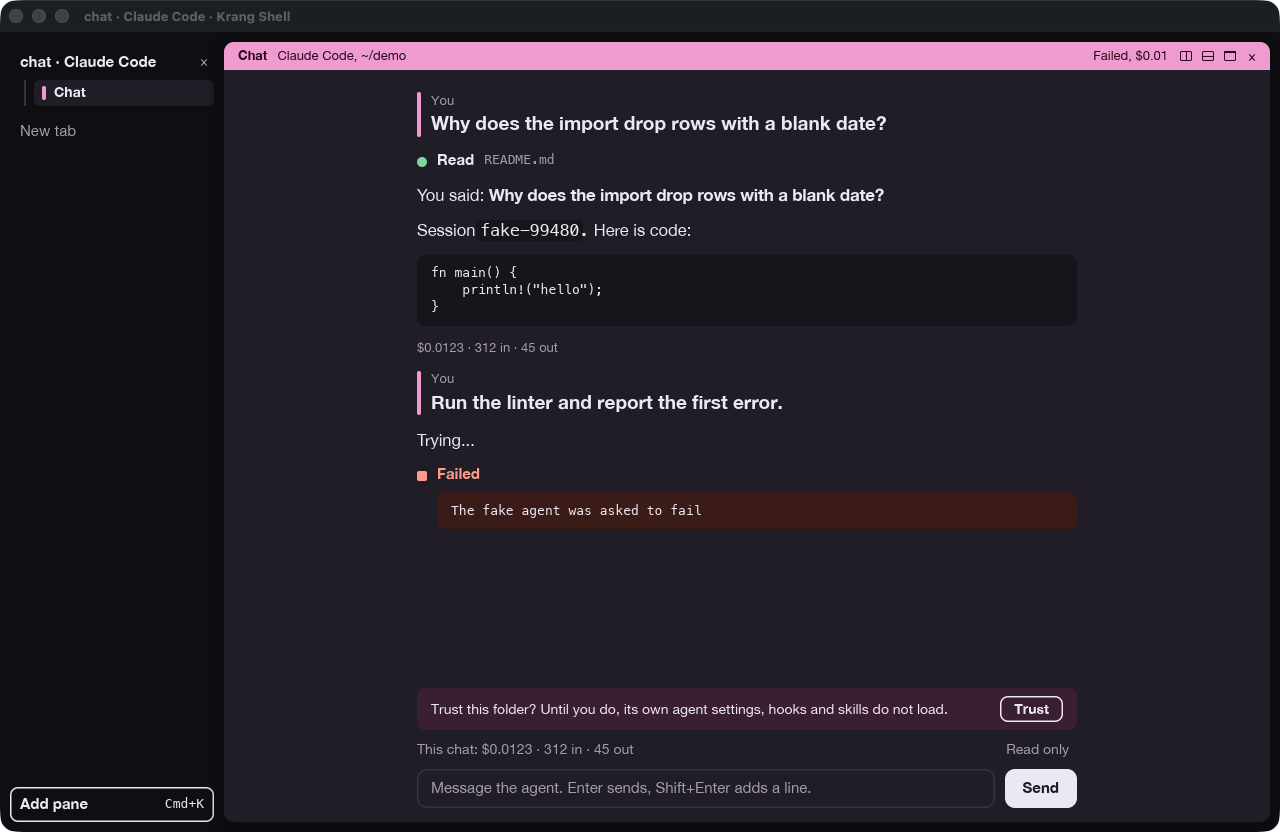 chat · Claude Code · Krang Shell
chat · Claude Code ×
Chat
New tab
Add pane Cmd+K
Chat Claude Code, ~/demo Failed, $0.01 ×
You
Why does the import drop rows with a blank date?
Read README.md
You said: Why does the import drop rows with a blank date?
Session fake-99480. Here is code:
fn main() {
    println!("hello");
}
$0.0123 · 312 in · 45 out
You
Run the linter and report the first error.
Trying...
Failed
The fake agent was asked to fail
Trust this folder? Until you do, its own agent settings, hooks and skills do not load. Trust
This chat: $0.0123 · 312 in · 45 out Read only
Message the agent. Enter sends, Shift+Enter adds a line. Send